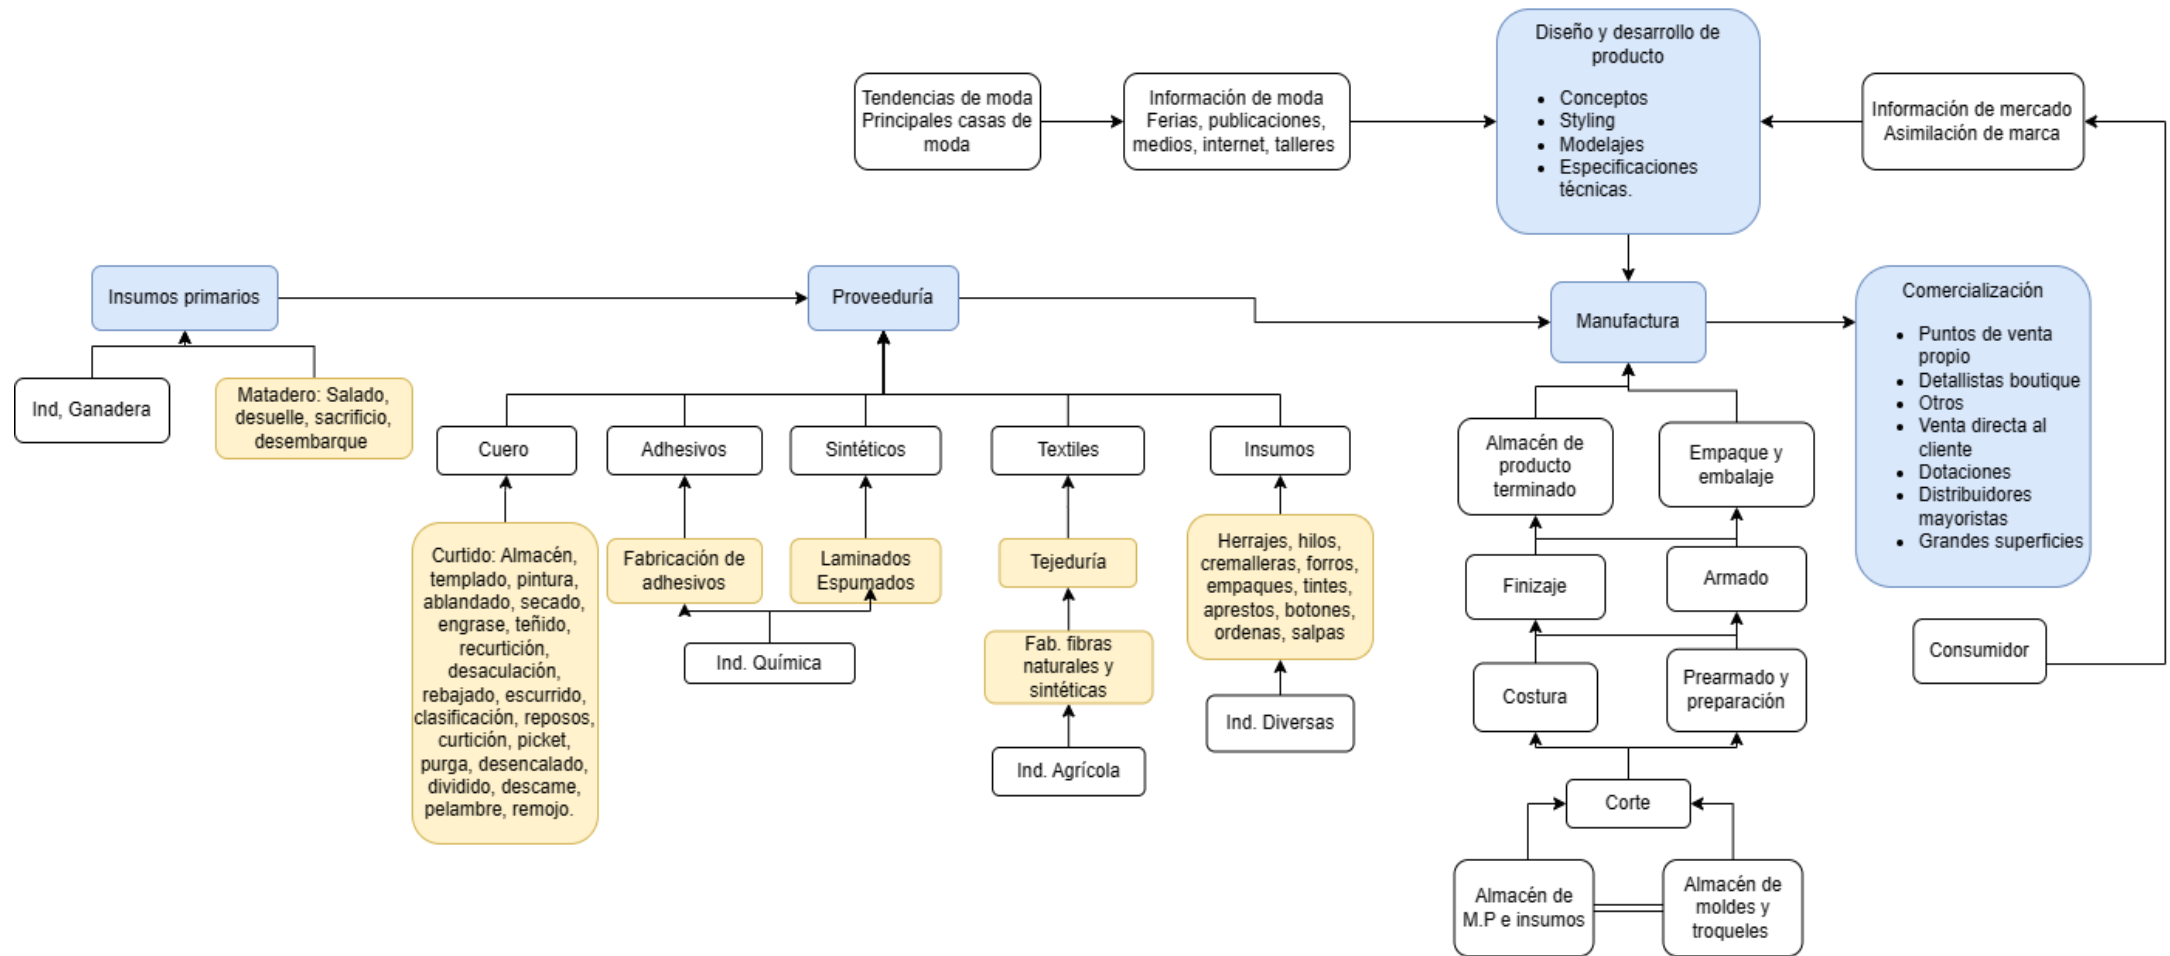 Diseño y desarrollo de
producto
• Conceptos
• Styling
• Modelajes
• Especificaciones
técnicas.
Tendencias de moda
Principales casas de
moda
Información de moda
Ferias, publicaciones,
medios, internet, talleres
Información de mercado
Asimilación de marca
Insumos primarios
Proveeduría
Manufactura
Comercialización
• Puntos de venta
propio
• Detallistas boutique
• Otros
• Venta directa al
cliente
• Dotaciones
• Distribuidores
mayoristas
• Grandes superficies
Ind, Ganadera
Matadero: Salado,
desuelle, sacrificio,
desembarque
Cuero
Adhesivos
Sintéticos
Textiles
Insumos
Almacén de
producto
terminado
Empaque y
embalaje
Curtido: Almacén,
templado, pintura,
ablandado, secado,
engrase, teñido,
recurtición,
desaculación,
rebajado, escurrido,
clasificación, reposos,
curtición, picket,
purga, desencalado,
dividido, descame,
pelambre, remojo.
Fabricación de
adhesivos
Laminados
Espumados
Tejeduría
Herrajes, hilos,
cremalleras, forros,
empaques, tintes,
aprestos, botones,
ordenas, salpas
Finizaje
Armado
Ind. Química
Fab. fibras
naturales y
sintéticas
Consumidor
Costura
Prearmado y
preparación
Ind. Diversas
Ind. Agrícola
Corte
Almacén de
M.P e insumos
Almacén de
moldes y
troqueles